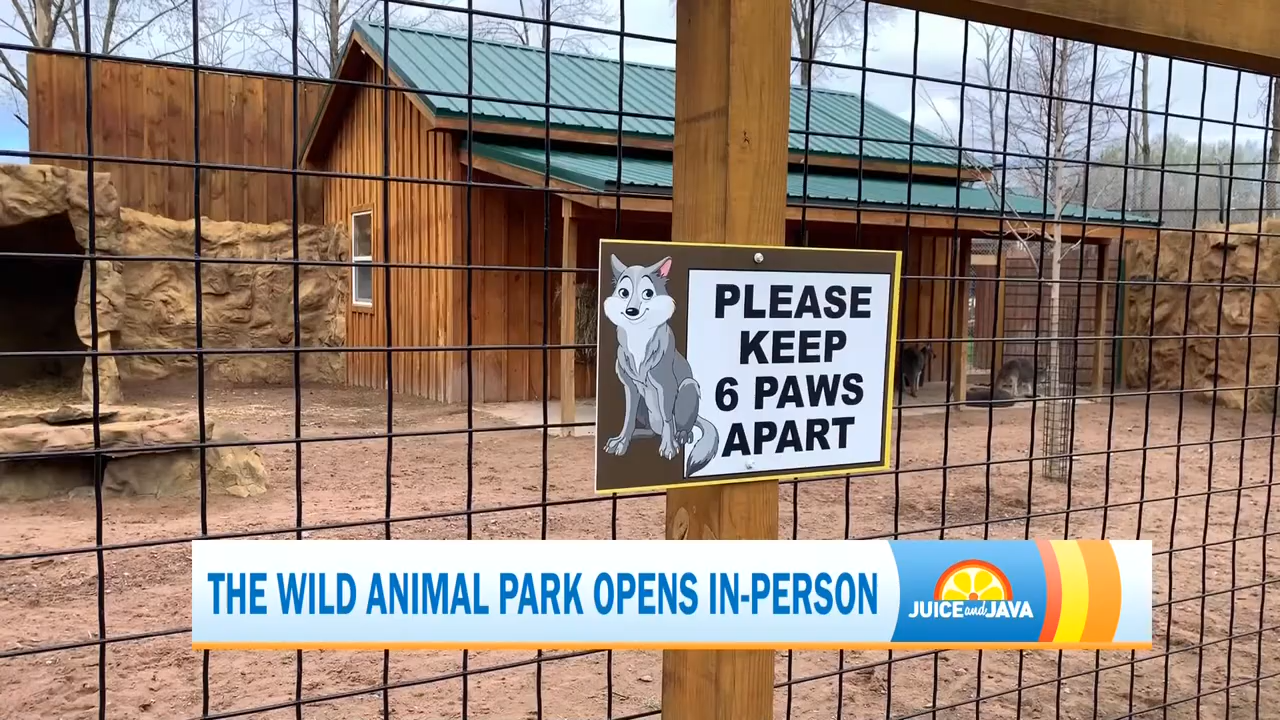 PLEASE
KEEP
6 PAWS
APART
THE WILD ANIMAL PARK OPENS IN-PERSON
JUICE and JAVA